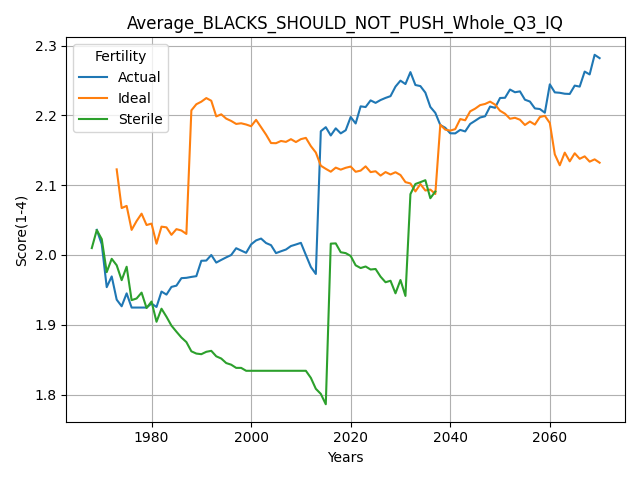 Average_BLACKS_SHOULD_NOT_PUSH_Whole_Q3_IQ
Fertility
Actual
Ideal
Sterile
Score(1-4)
2.3
2.2
2.1
2.0
1.9
1.8
1980
2000
2020
2040
2060
Years